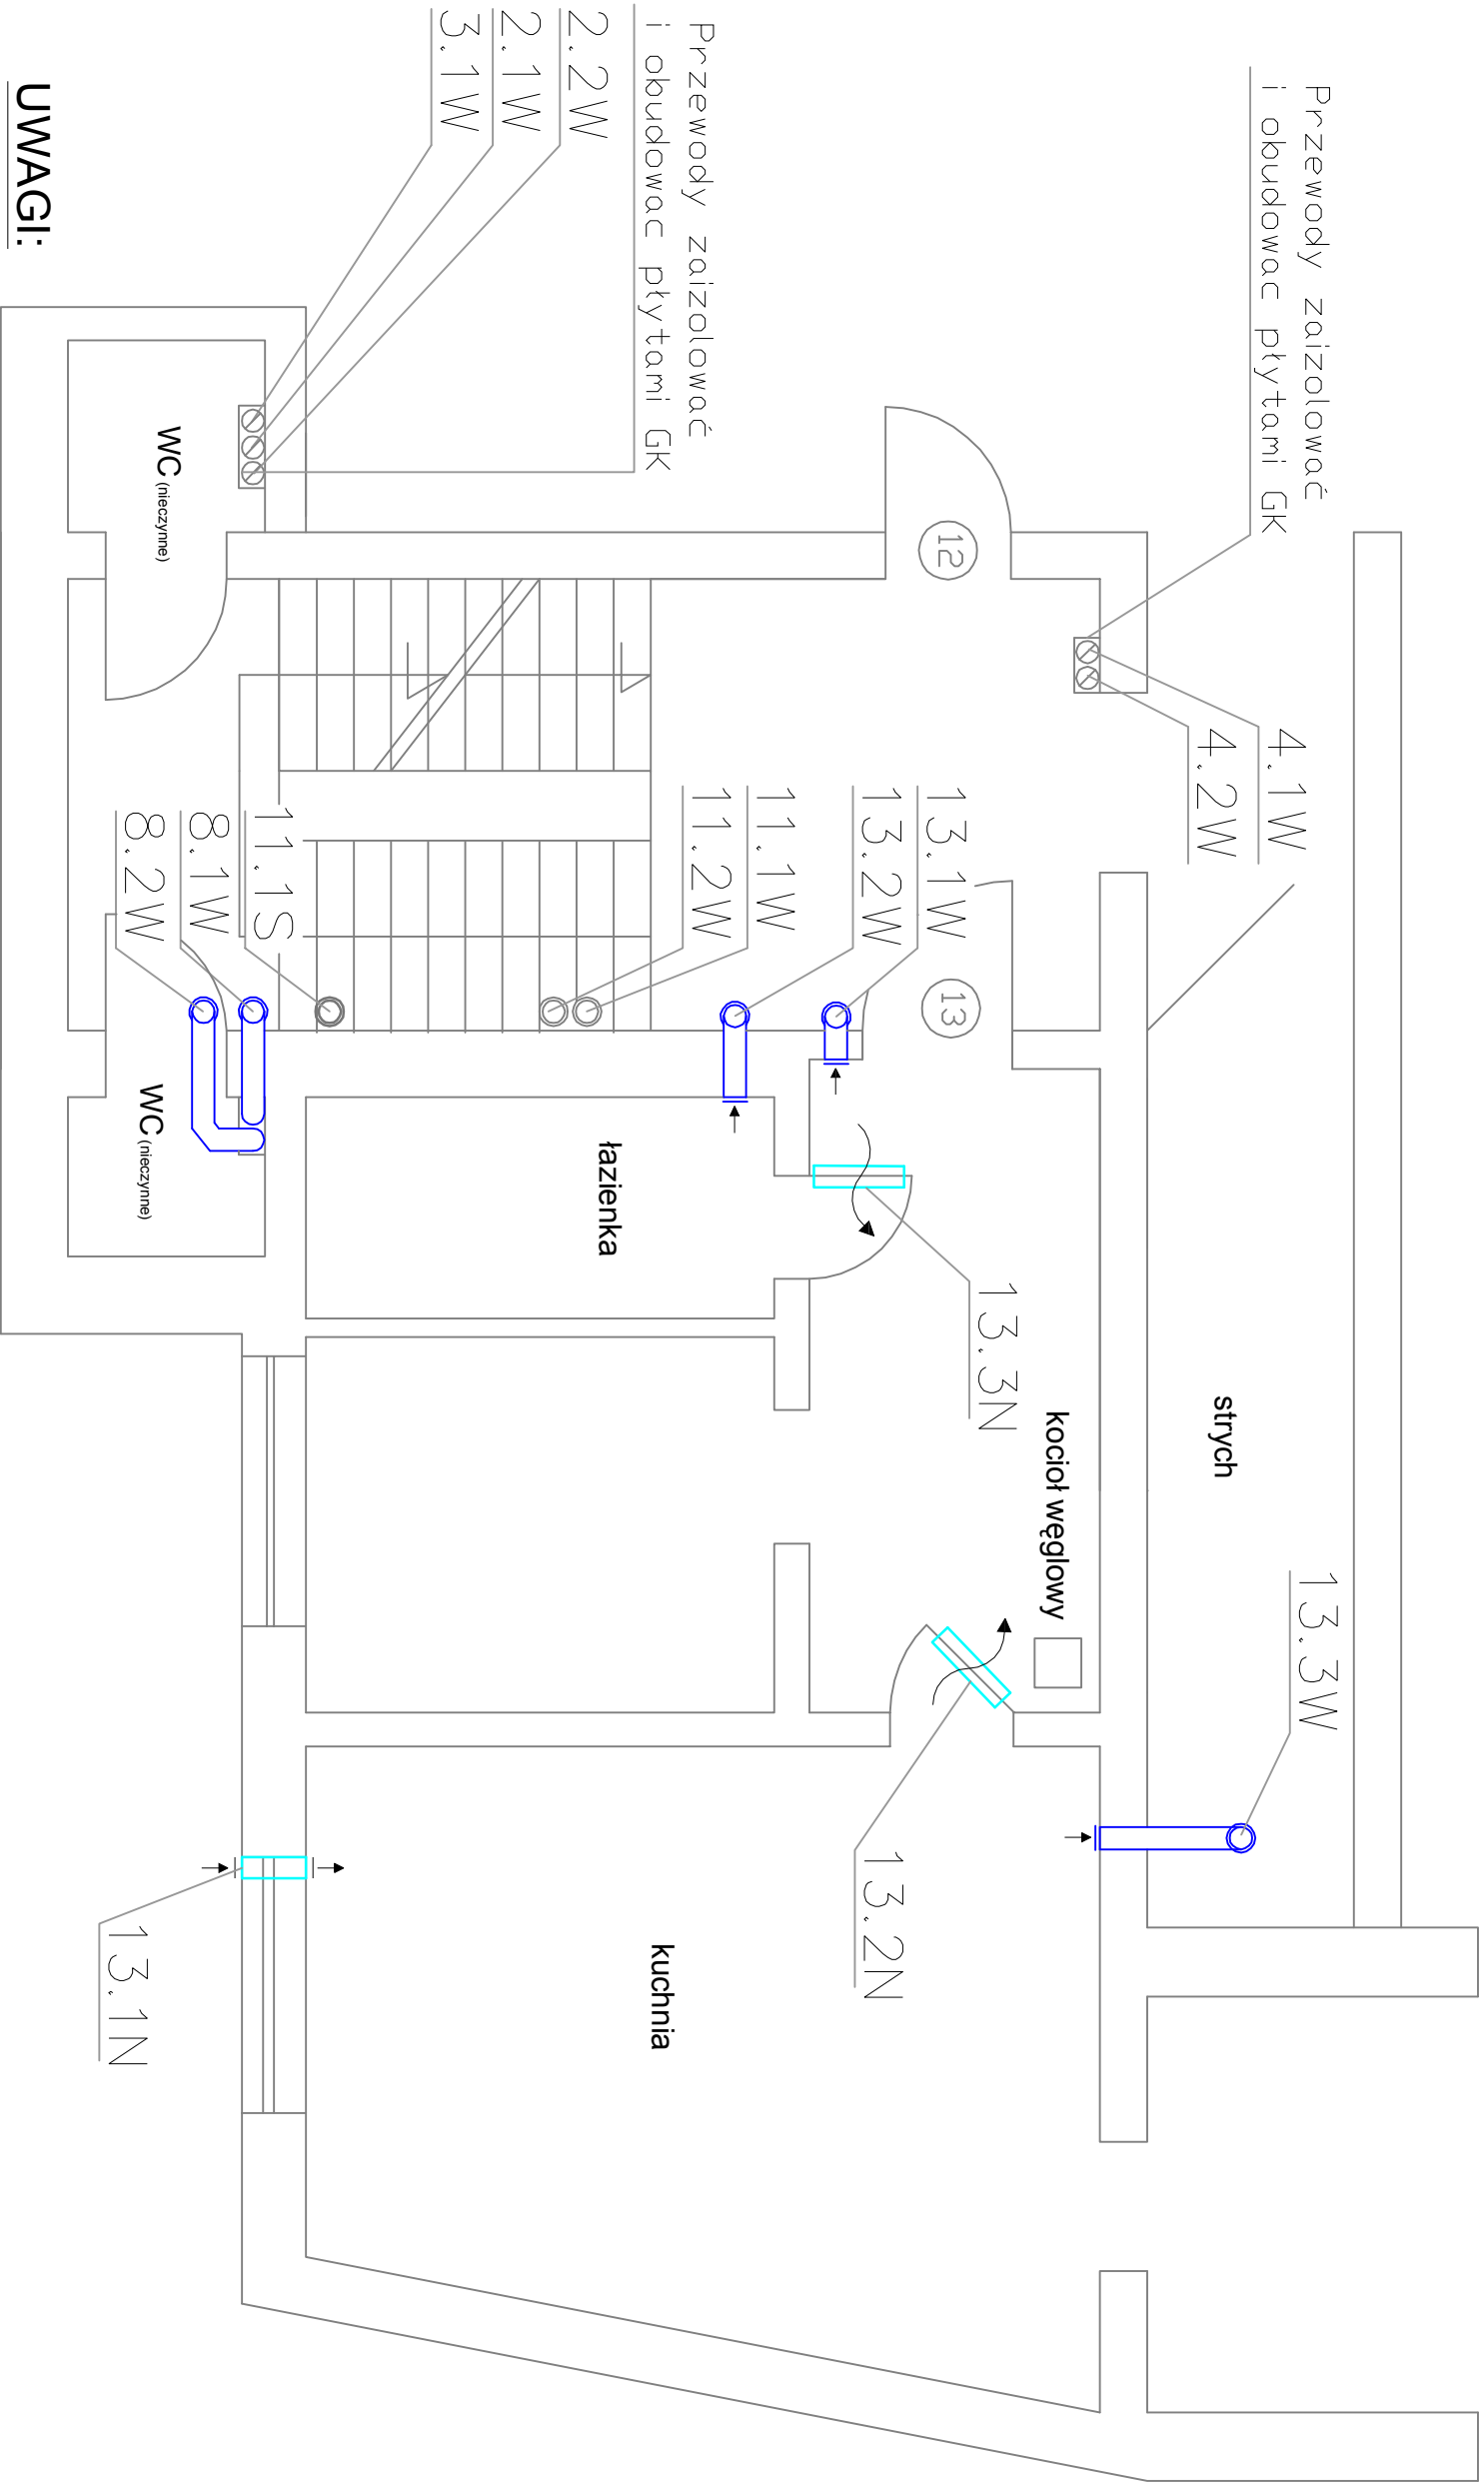 Przewody zaizolować
i obudowac płytami GK
4.1W
4.2W
strych
13.3W
12
13
13.1W
13.2W
11.1W
11.2W
13.3N
kocioł węglowy
13.2N
Przewody zaizolować
i obudowac płytami GK
2.2W
2.1W
3.1W
łazienka
kuchnia
11.1S
8.1W
8.2W
WC (nieczynne)
WC (nieczynne)
13.1N
UWAGI: